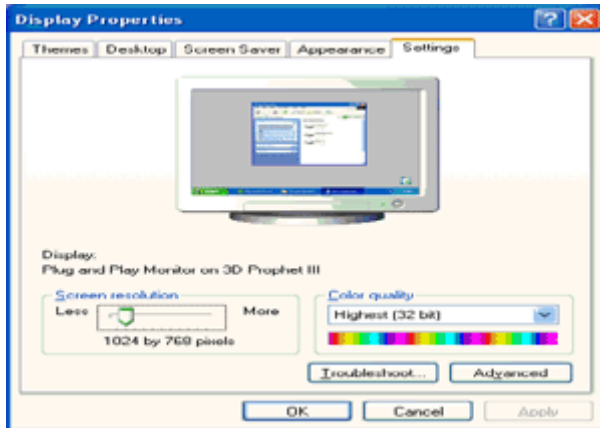 Display Properties
Themes Desktop Screen Saver Appearance Settings
Display:
Plug and Play Monitor on 3D Prophet III
Screen resolution
Less More
1024 by 768 pixels
Color quality
Highest (32 bit)
Troubleshoot... Advanced
OK Cancel Apply